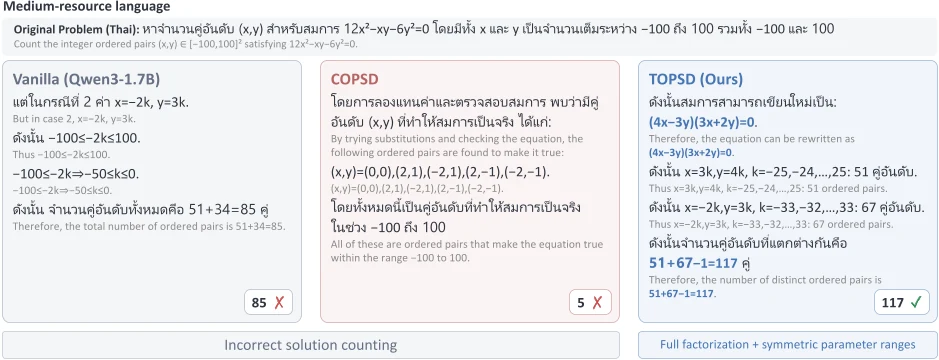 Medium-resource language
Original Problem (Thai): หาจำนวนคู่อันดับ (x,y) สำหรับสมการ 12x²−xy−6y²=0 โดยมีทั้ง x และ y เป็นจำนวนเต็มระหว่าง −100 ถึง 100 รวมทั้ง −100 และ 100
Count the integer ordered pairs (x,y) ∈ [−100,100]² satisfying 12x²−xy−6y²=0.
Vanilla (Qwen3-1.7B)
แต่ในกรณีที่ 2 ค่า x=−2k, y=3k.
But in case 2, x=−2k, y=3k.
ดังนั้น −100≤−2k≤100.
Thus −100≤−2k≤100.
−100≤−2k⇒−50≤k≤0.
−100≤−2k⇒−50≤k≤0.
ดังนั้น จำนวนคู่อันดับทั้งหมดคือ 51+34=85 คู่
Therefore, the total number of ordered pairs is 51+34=85.
85 ✗
COPSD
โดยการลองแทนค่าและตรวจสอบสมการ พบว่ามีคู่
อันดับ (x,y) ที่ทำให้สมการเป็นจริง ได้แก่:
By trying substitutions and checking the equation, the
following ordered pairs are found to make it true:
(x,y)=(0,0),(2,1),(−2,1),(2,−1),(−2,−1).
(x,y)=(0,0),(2,1),(−2,1),(2,−1),(−2,−1).
โดยทั้งหมดนี้เป็นคู่อันดับที่ทำให้สมการเป็นจริง
ในช่วง −100 ถึง 100
All of these are ordered pairs that make the equation true
within the range −100 to 100.
5 ✗
TOPSD (Ours)
ดังนั้นสมการสามารถเขียนใหม่เป็น:
(4x−3y)(3x+2y)=0.
Therefore, the equation can be rewritten as
(4x−3y)(3x+2y)=0.
ดังนั้น x=3k,y=4k, k=−25,−24,…,25: 51 คู่อันดับ.
Thus x=3k,y=4k, k=−25,−24,…,25: 51 ordered pairs.
ดังนั้น x=−2k,y=3k, k=−33,−32,…,33: 67 คู่อันดับ.
Thus x=−2k,y=3k, k=−33,−32,…,33: 67 ordered pairs.
ดังนั้นจำนวนคู่อันดับที่แตกต่างกันคือ
51+67−1=117 คู่
Therefore, the number of distinct ordered pairs is
51+67−1=117.
117 ✓
Incorrect solution counting
Full factorization + symmetric parameter ranges